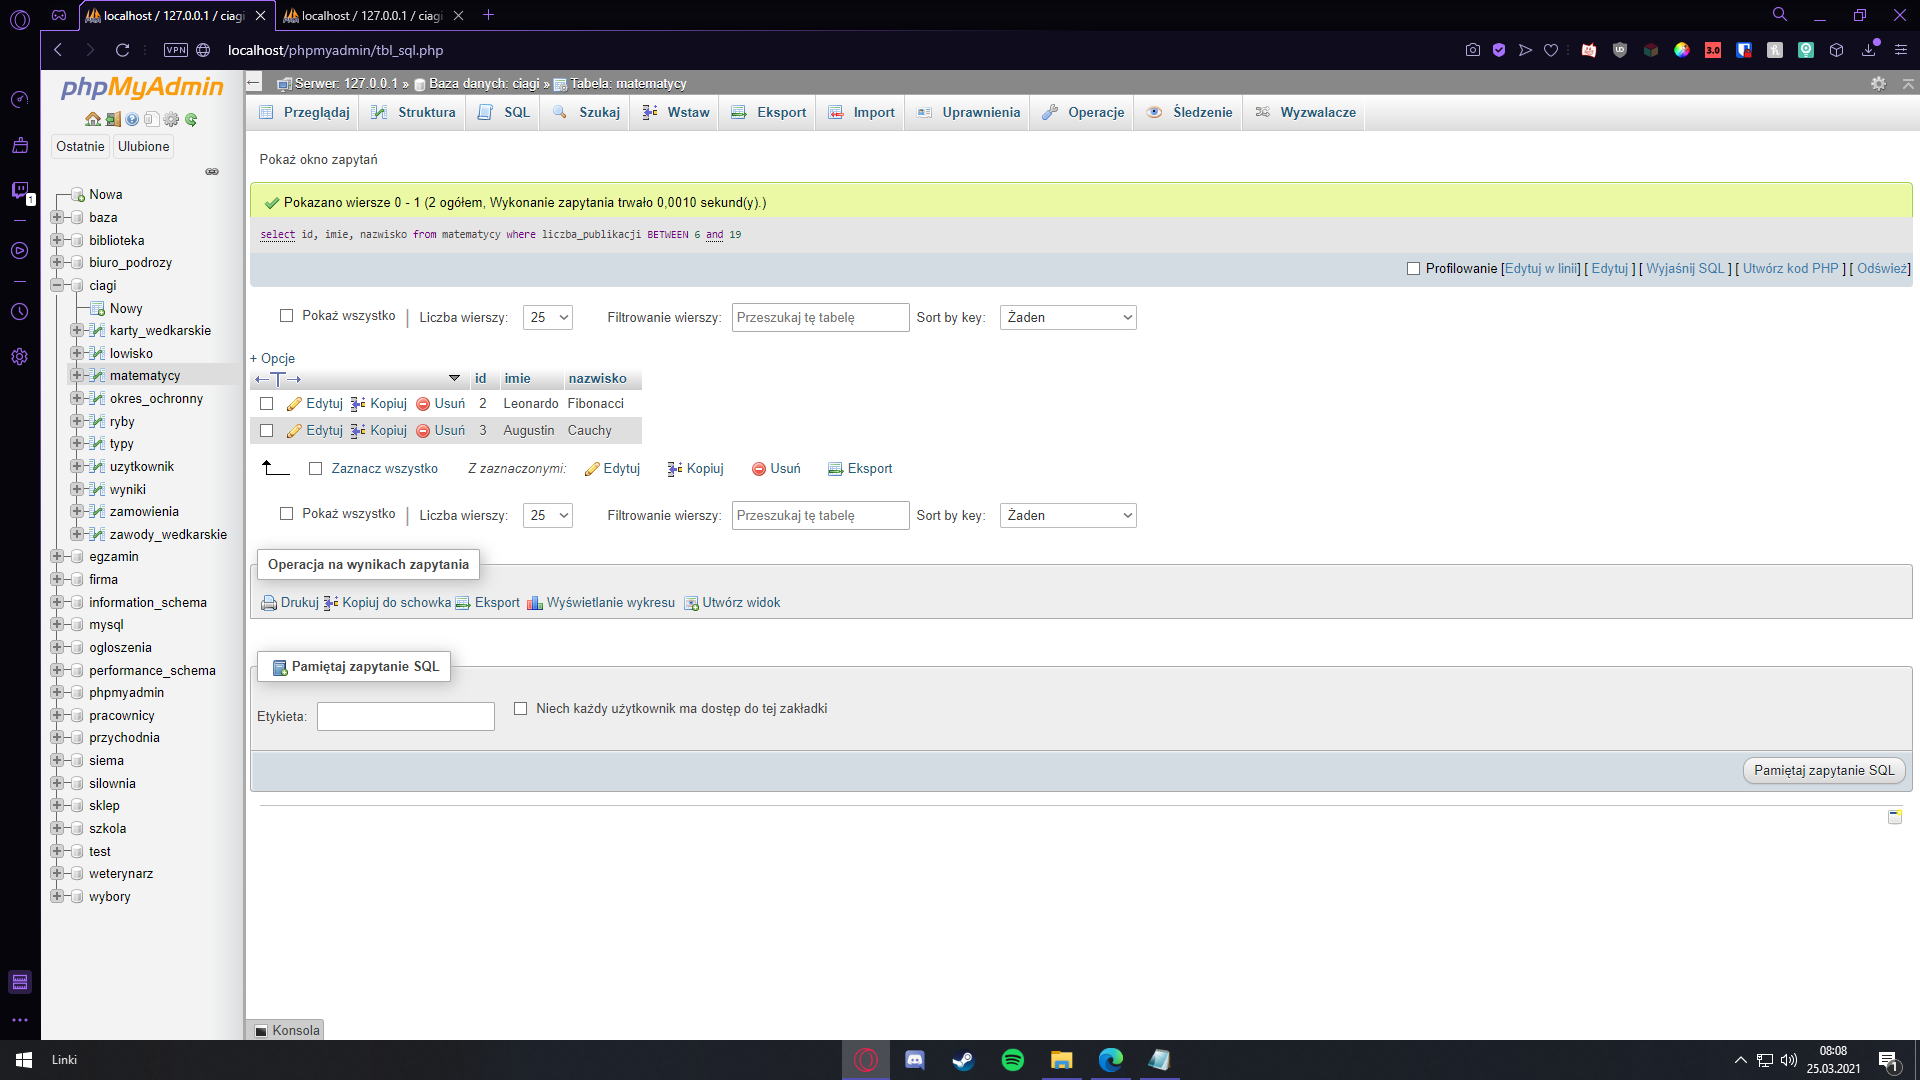 localhost / 127.0.0.1 / ciagi
localhost / 127.0.0.1 / ciagi
VPN
localhost/phpmyadmin/tbl_sql.php
3.0
phpMyAdmin
Ostatnie
Ulubione
Nowa
baza
biblioteka
biuro_podrozy
ciagi
Nowy
karty_wedkarskie
lowisko
matematycy
okres_ochronny
ryby
typy
uzytkownik
wyniki
zamowienia
zawody_wedkarskie
egzamin
firma
information_schema
mysql
ogloszenia
performance_schema
phpmyadmin
pracownicy
przychodnia
siema
silownia
sklep
szkola
test
weterynarz
wybory
Serwer: 127.0.0.1 » Baza danych: ciagi » Tabela: matematycy
Przeglądaj
Struktura
SQL
Szukaj
Wstaw
Eksport
Import
Uprawnienia
Operacje
Śledzenie
Wyzwalacze
Pokaż okno zapytań
Pokazano wiersze 0 - 1 (2 ogółem, Wykonanie zapytania trwało 0,0010 sekund(y).)
select id, imie, nazwisko from matematycy where liczba_publikacji BETWEEN 6 and 19
Profilowanie [Edytuj w linii] [ Edytuj ] [ Wyjaśnij SQL ] [ Utwórz kod PHP ] [ Odśwież]
Pokaż wszystko | Liczba wierszy: 25 Filtrowanie wierszy: Przeszukaj tę tabelę Sort by key: Żaden
+ Opcje
id imie nazwisko
Edytuj Kopiuj Usuń 2 Leonardo Fibonacci
Edytuj Kopiuj Usuń 3 Augustin Cauchy
Zaznacz wszystko Z zaznaczonymi: Edytuj Kopiuj Usuń Eksport
Pokaż wszystko | Liczba wierszy: 25 Filtrowanie wierszy: Przeszukaj tę tabelę Sort by key: Żaden
Operacja na wynikach zapytania
Drukuj Kopiuj do schowka Eksport Wyświetlanie wykresu Utwórz widok
Pamiętaj zapytanie SQL
Etykieta: Niech każdy użytkownik ma dostęp do tej zakładki
Pamiętaj zapytanie SQL
Konsola
1
Linki
08:08
25.03.2021
1